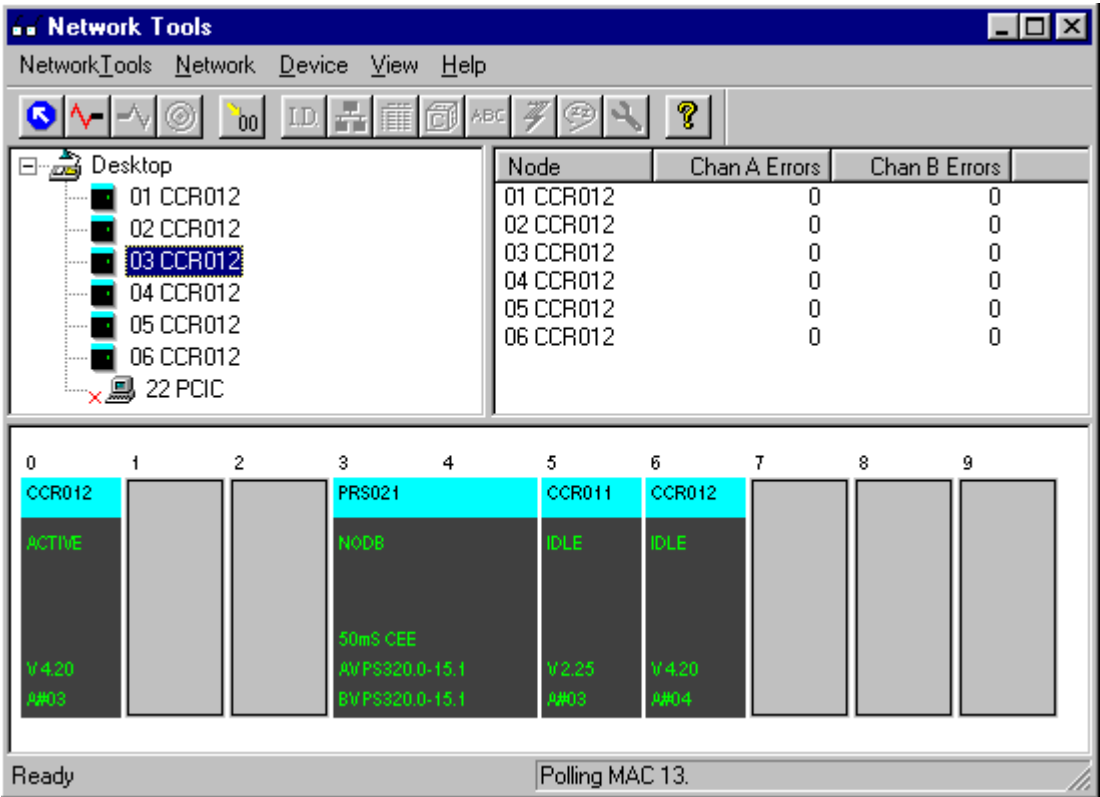 Network Tools
NetworkTools Network Device View Help
00 I.D. ABC ZZ ?
Desktop
01 CCR012
02 CCR012
03 CCR012
04 CCR012
05 CCR012
06 CCR012
22 PCIC
Node Chan A Errors Chan B Errors
01 CCR012 0 0
02 CCR012 0 0
03 CCR012 0 0
04 CCR012 0 0
05 CCR012 0 0
06 CCR012 0 0
0 1 2 3 4 5 6 7 8 9
CCR012 PRS021 CCR011 CCR012
ACTIVE NODB IDLE IDLE
50mS CEE
V 4.20 AV PS320.0-15.1 V 2.25 V 4.20
A#03 BV PS320.0-15.1 A#03 A#04
Ready Polling MAC 13.